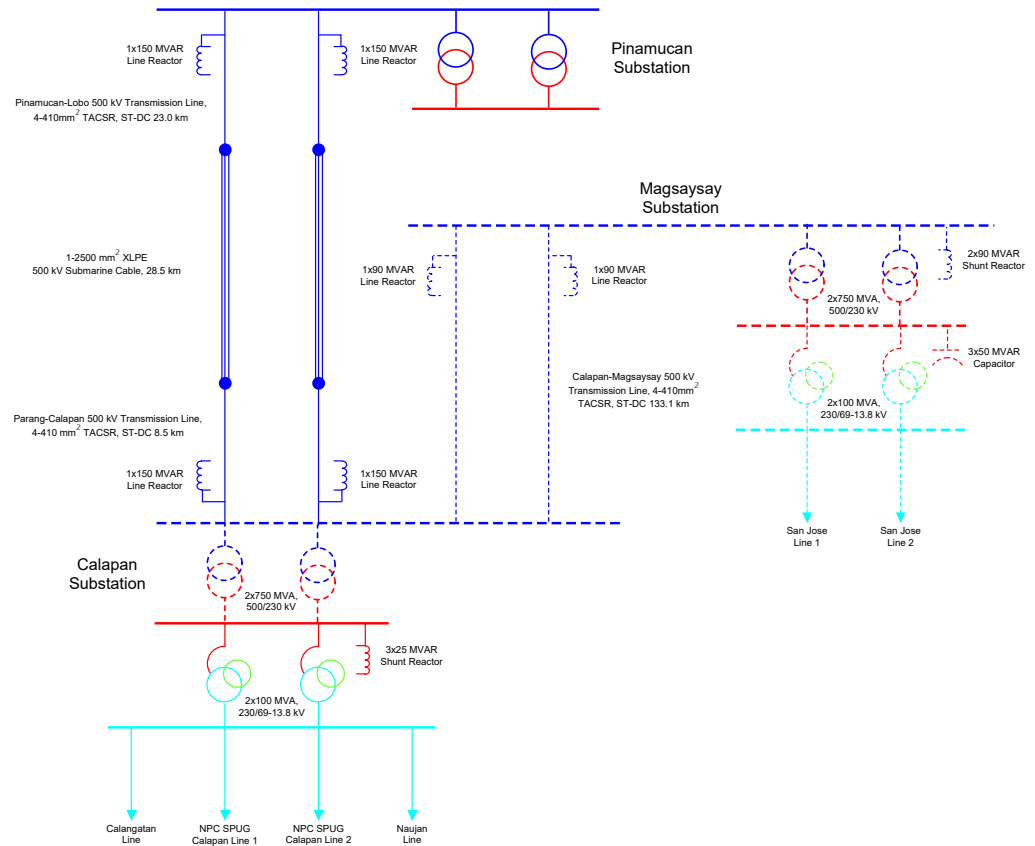 1x150 MVAR
Line Reactor
1x150 MVAR
Line Reactor
Pinamucan
Substation
Pinamucan-Lobo 500 kV Transmission Line,
4-410mm² TACSR, ST-DC 23.0 km
Magsaysay
Substation
1-2500 mm² XLPE
500 kV Submarine Cable, 28.5 km
1x90 MVAR
Line Reactor
1x90 MVAR
Line Reactor
2x90 MVAR
Shunt Reactor
2x750 MVA,
500/230 kV
3x50 MVAR
Capacitor
Calapan-Magsaysay 500 kV
Transmission Line, 4-410mm²
TACSR, ST-DC 133.1 km
2x100 MVA,
230/69-13.8 kV
Parang-Calapan 500 kV Transmission Line,
4-410 mm² TACSR, ST-DC 8.5 km
1x150 MVAR
Line Reactor
1x150 MVAR
Line Reactor
San Jose
Line 1
San Jose
Line 2
Calapan
Substation
2x750 MVA,
500/230 kV
3x25 MVAR
Shunt Reactor
2x100 MVA,
230/69-13.8 kV
Calangatan
Line
NPC SPUG
Calapan Line 1
NPC SPUG
Calapan Line 2
Naujan
Line